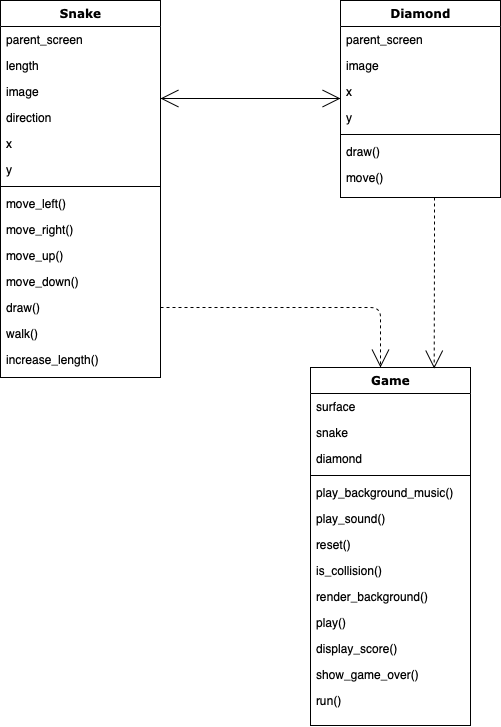 Snake
parent_screen
length
image
direction
x
y
move_left()
move_right()
move_up()
move_down()
draw()
walk()
increase_length()
Diamond
parent_screen
image
x
y
draw()
move()
Game
surface
snake
diamond
play_background_music()
play_sound()
reset()
is_collision()
render_background()
play()
display_score()
show_game_over()
run()